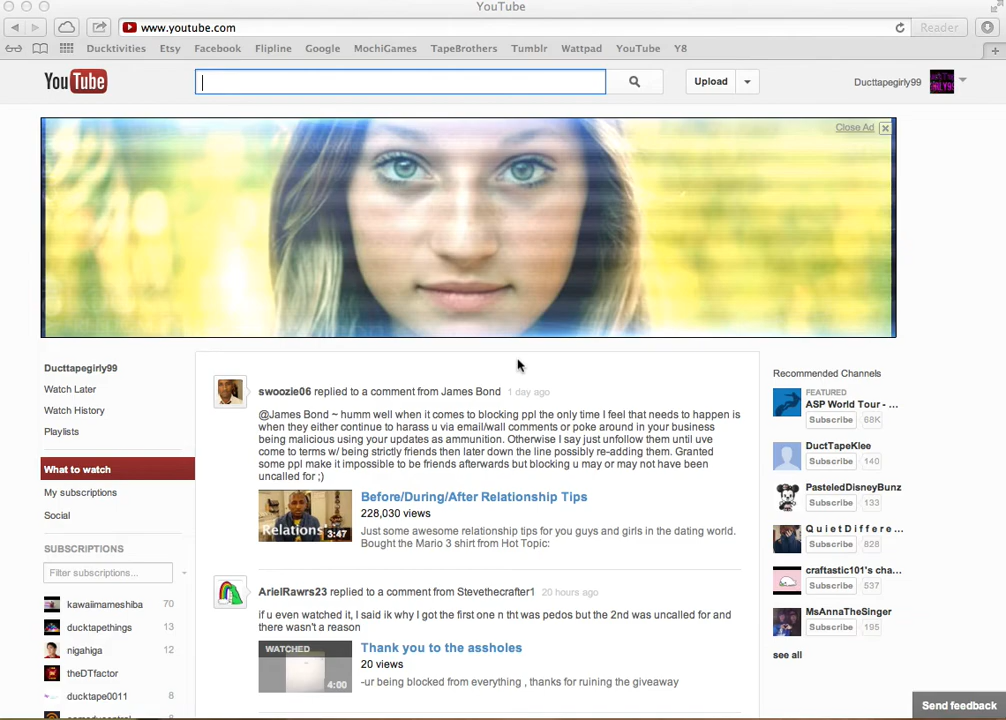 YouTube
www.youtube.com
Reader
Ducktivities Etsy Facebook Flipline Google MochiGames TapeBrothers Tumblr Wattpad YouTube Y8
YouTube
Upload
Ducttapegirly99
Close Ad
Ducttapegirly99
Watch Later
Watch History
Playlists
What to watch
My subscriptions
Social
SUBSCRIPTIONS
Filter subscriptions...
kawaiimameshiba 70
ducktapethings 13
nigahiga 12
theDTfactor
ducktape0011 8
swoozie06 replied to a comment from James Bond 1 day ago
@James Bond ~ humm well when it comes to blocking ppl the only time I feel that needs to happen is
when they either continue to harass u via email/wall comments or poke around in your business
being malicious using your updates as ammunition. Otherwise I say just unfollow them until uve
come to terms w/ being strictly friends then later down the line possibly re-adding them. Granted
some ppl make it impossible to be friends afterwards but blocking u may or may not have been
uncalled for ;)
Relations
3:47
Before/During/After Relationship Tips
228,030 views
Just some awesome relationship tips for you guys and girls in the dating world.
Bought the Mario 3 shirt from Hot Topic:
ArielRawrs23 replied to a comment from Stevethecrafter1 20 hours ago
if u even watched it, I said ik why I got the first one n tht was pedos but the 2nd was uncalled for and
there wasn't a reason
WATCHED
4:00
Thank you to the assholes
20 views
-ur being blocked from everything , thanks for ruining the giveaway
Recommended Channels
FEATURED
ASP World Tour - ...
Subscribe 68K
DuctTapeKlee
Subscribe 140
PasteledDisneyBunz
Subscribe 133
Q u i e t D i f f e r e ...
Subscribe 828
craftastic101's cha...
Subscribe 537
MsAnnaTheSinger
Subscribe 195
see all
Send feedback